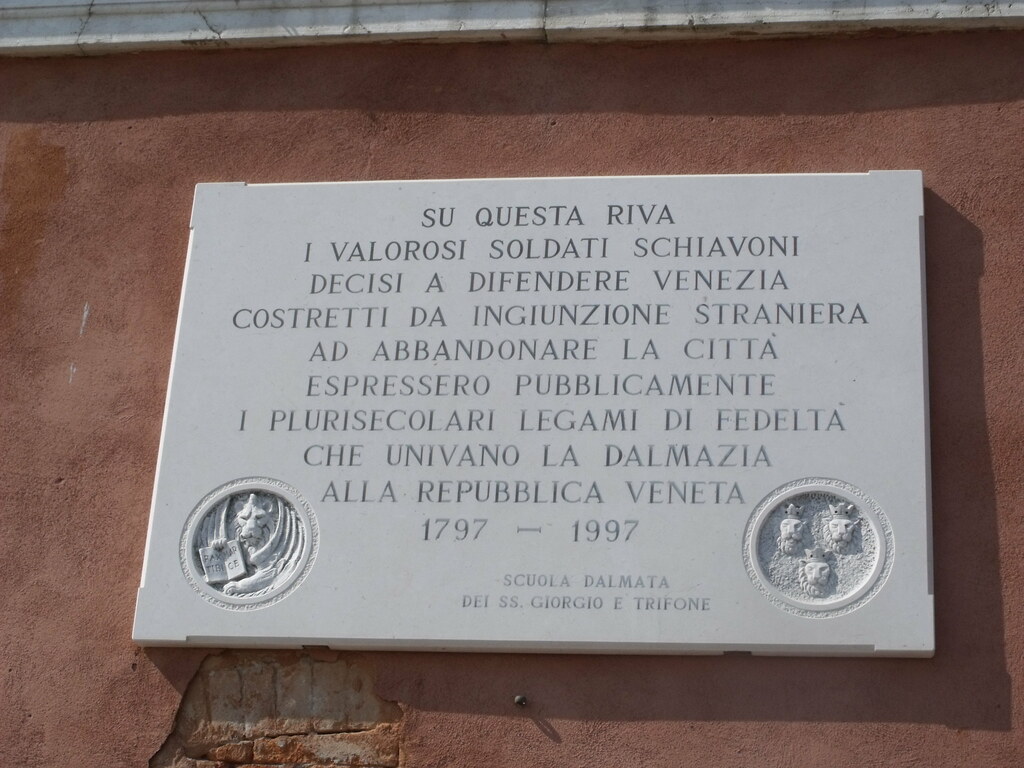 SU QUESTA RIVA
I VALOROSI SOLDATI SCHIAVONI
DECISI A DIFENDERE VENEZIA
COSTRETTI DA INGIUNZIONE STRANIERA
AD ABBANDONARE LA CITTÀ
ESPRESSERO PUBBLICAMENTE
I PLURISECOLARI LEGAMI DI FEDELTÀ
CHE UNIVANO LA DALMAZIA
ALLA REPUBBLICA VENETA
1797 – 1997
SCUOLA DALMATA
DEI SS. GIORGIO E TRIFONE